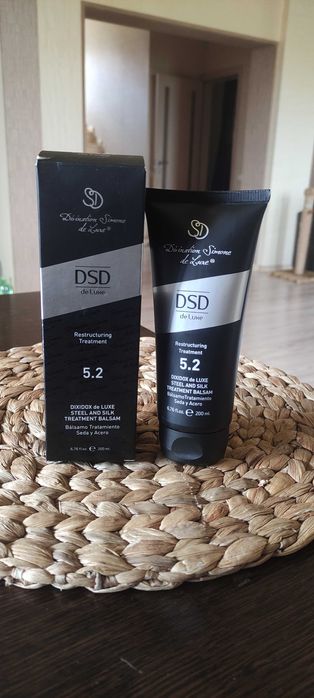 SD
Divination Simone
de Luxe®
DSD
de Luxe
Restructuring
Treatment
5.2
DIXIDOX de LUXE
STEEL AND SILK
TREATMENT BALSAM
Bálsamo Tratamiento
Seda y Acero
6.76 fl.oz. e 200 mL
SD
Divination Simone
de Luxe®
DSD
de Luxe
Restructuring
Treatment
5.2
DIXIDOX de LUXE
STEEL AND SILK
TREATMENT BALSAM
BálsamoTratamiento
Seda y Acero
6.76 fl.oz. e 200 mL